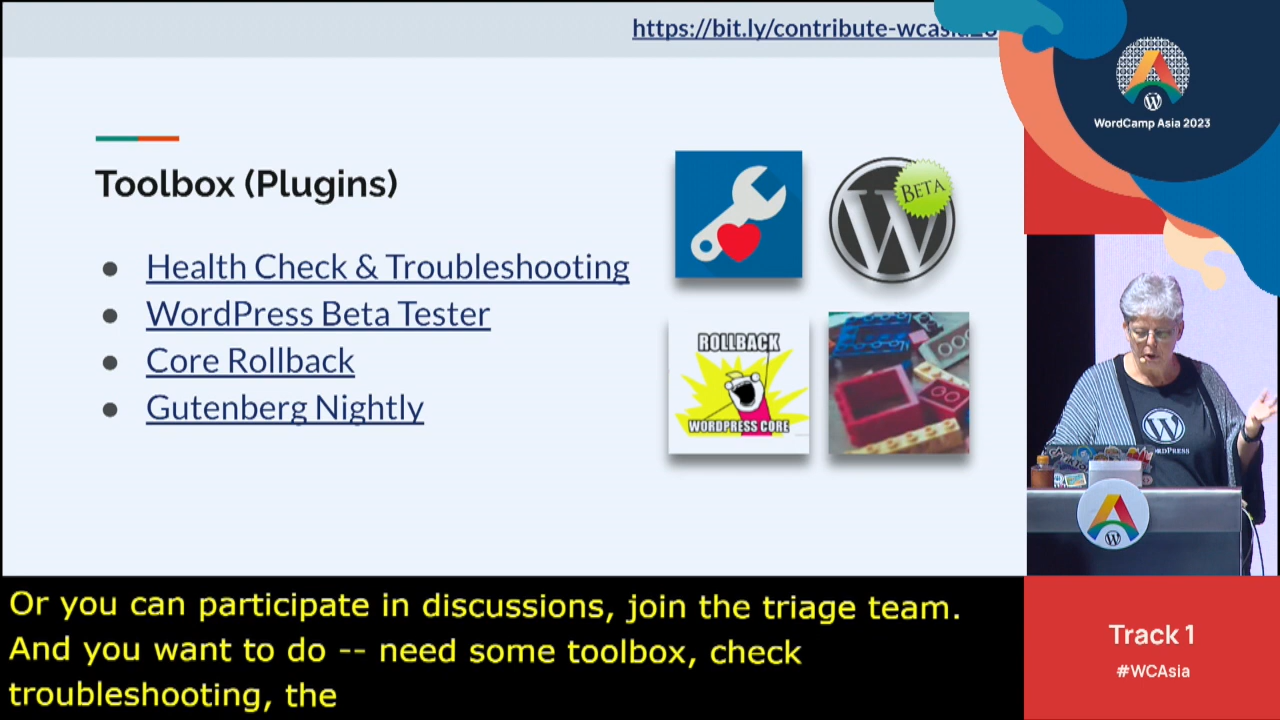 https://bit.ly/contribute-wcasia23
WordCamp Asia 2023
Toolbox (Plugins)
Health Check & Troubleshooting
WordPress Beta Tester
Core Rollback
Gutenberg Nightly
BETA
ROLLBACK
WORDPRESS CORE
Or you can participate in discussions, join the triage team.
And you want to do -- need some toolbox, check
troubleshooting, the
Track 1
#WCAsia